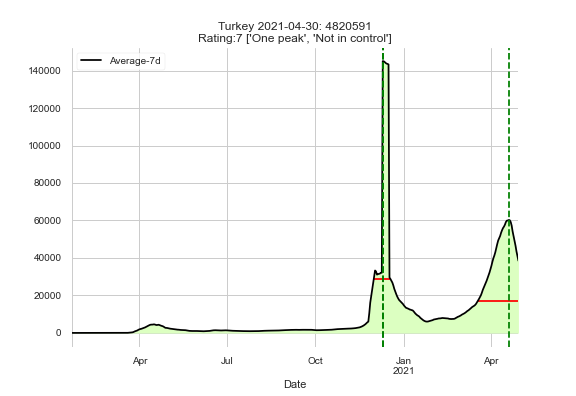 Turkey 2021-04-30: 4820591
Rating:7 ['One peak', 'Not in control']
Average-7d
140000
120000
100000
80000
60000
40000
20000
0
Apr
Jul
Oct
Jan
2021
Apr
Date